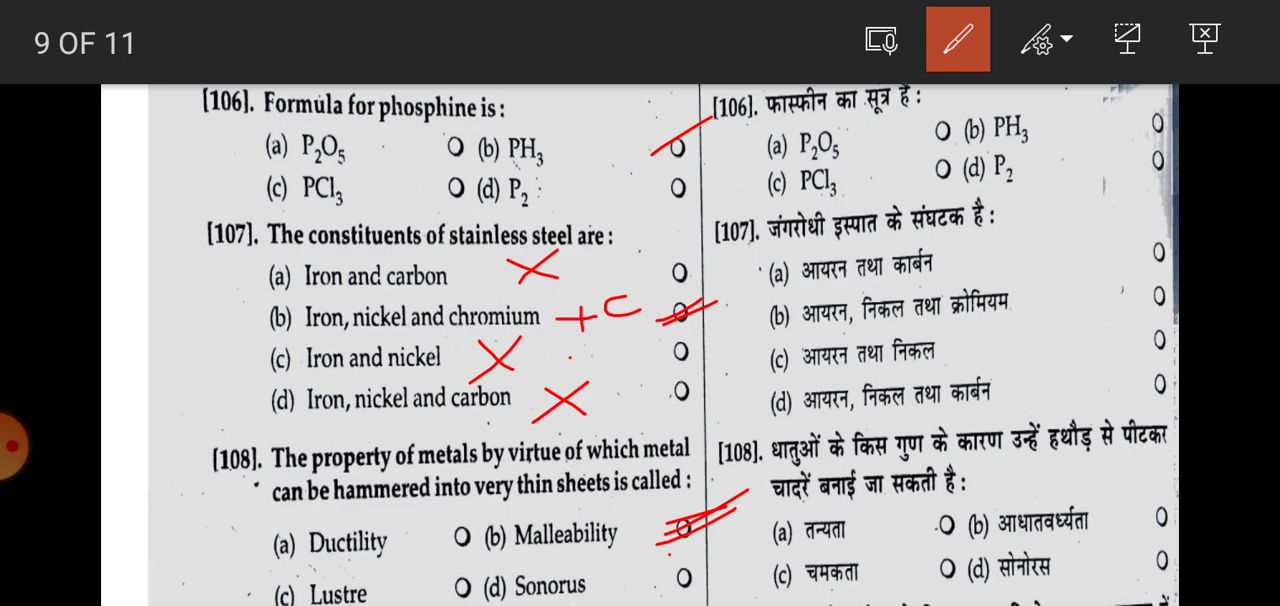 9 OF 11
[106]. Formula for phosphine is :
(a) P₂O₅ O (b) PH₃ O
(c) PCl₃ O (d) P₂ O
[107]. The constituents of stainless steel are :
(a) Iron and carbon O
(b) Iron, nickel and chromium + C O
(c) Iron and nickel O
(d) Iron, nickel and carbon O
[108]. The property of metals by virtue of which metal
can be hammered into very thin sheets is called :
(a) Ductility O (b) Malleability O
(c) Lustre O (d) Sonorus O
[106]. फास्फीन का सूत्र है :
(a) P₂O₅ O (b) PH₃ O
(c) PCl₃ O (d) P₂ O
[107]. जंगरोधी इस्पात के संघटक है :
(a) आयरन तथा कार्बन O
(b) आयरन, निकल तथा क्रोमियम O
(c) आयरन तथा निकल O
(d) आयरन, निकल तथा कार्बन O
[108]. धातुओं के किस गुण के कारण उन्हें हथौड़ से पीटकर
चादरें बनाई जा सकती है :
(a) तन्यता O (b) आधातवर्ध्यता O
(c) चमकता O (d) सोनोरस O